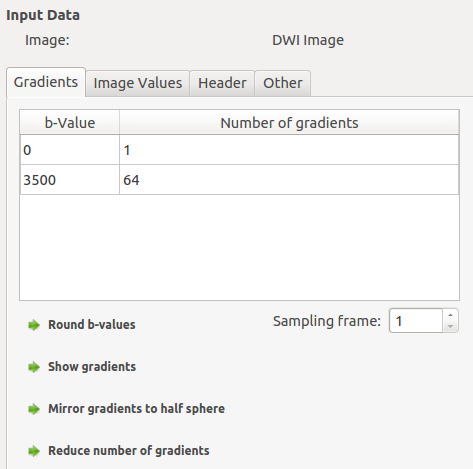 Input Data
Image: DWI Image
Gradients Image Values Header Other
b-Value Number of gradients
0 1
3500 64
Round b-values Sampling frame: 1
Show gradients
Mirror gradients to half sphere
Reduce number of gradients